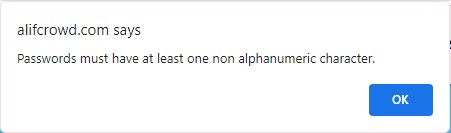 alifcrowd.com says
Passwords must have at least one non alphanumeric character.
OK